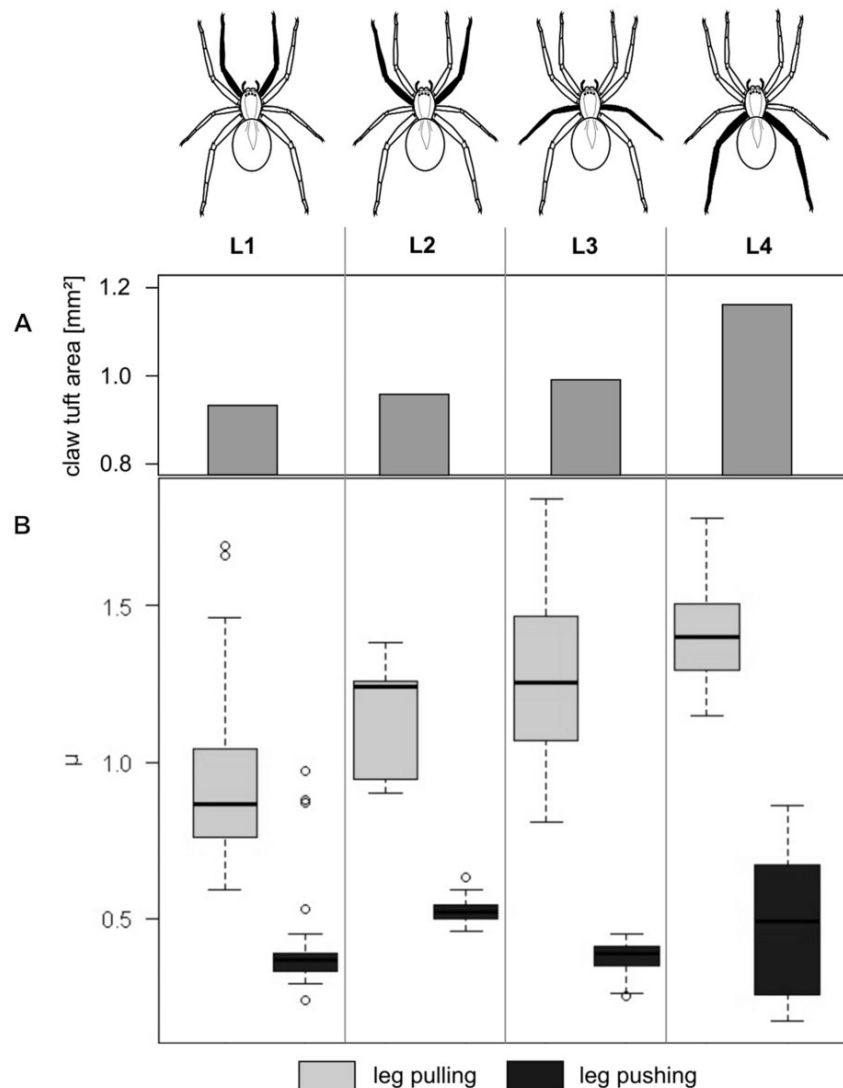 L1 L2 L3 L4
A
claw tuft area [mm²]
1.2
1.0
0.8
B
μ
1.5
1.0
0.5
leg pulling leg pushing